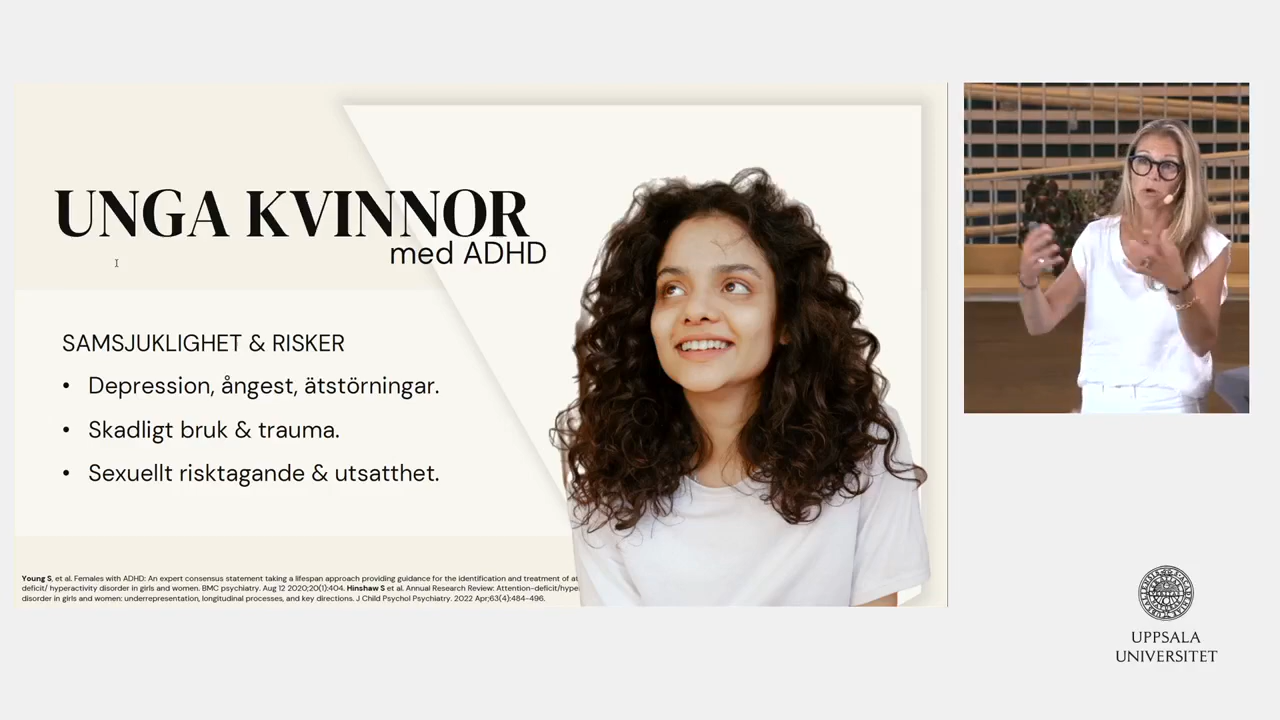 UNGA KVINNOR
med ADHD
SAMSJUKLIGHET & RISKER
• Depression, ångest, ätstörningar.
• Skadligt bruk & trauma.
• Sexuellt risktagande & utsatthet.
Young S, et al. Females with ADHD: An expert consensus statement taking a lifespan approach providing guidance for the identification and treatment of at
deficit/ hyperactivity disorder in girls and women. BMC psychiatry. Aug 12 2020;20(1):404. Hinshaw S et al. Annual Research Review: Attention-deficit/hype
disorder in girls and women: underrepresentation, longitudinal processes, and key directions. J Child Psychol Psychiatry. 2022 Apr;63(4):484-496.
UPPSALA
UNIVERSITET